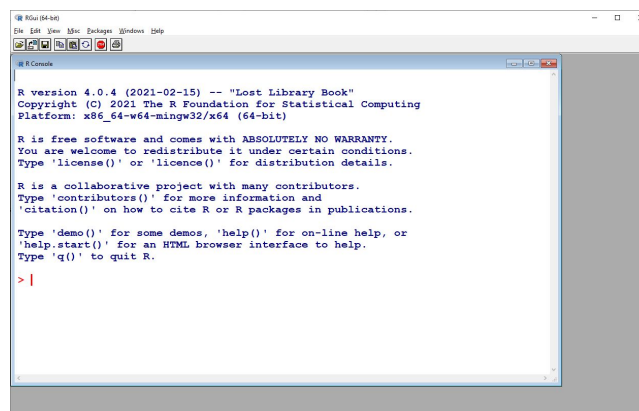 RGui (64-bit)
File Edit View Misc Packages Windows Help
R Console
R version 4.0.4 (2021-02-15) -- "Lost Library Book"
Copyright (C) 2021 The R Foundation for Statistical Computing
Platform: x86_64-w64-mingw32/x64 (64-bit)
R is free software and comes with ABSOLUTELY NO WARRANTY.
You are welcome to redistribute it under certain conditions.
Type 'license()' or 'licence()' for distribution details.
R is a collaborative project with many contributors.
Type 'contributors()' for more information and
'citation()' on how to cite R or R packages in publications.
Type 'demo()' for some demos, 'help()' for on-line help, or
'help.start()' for an HTML browser interface to help.
Type 'q()' to quit R.
>